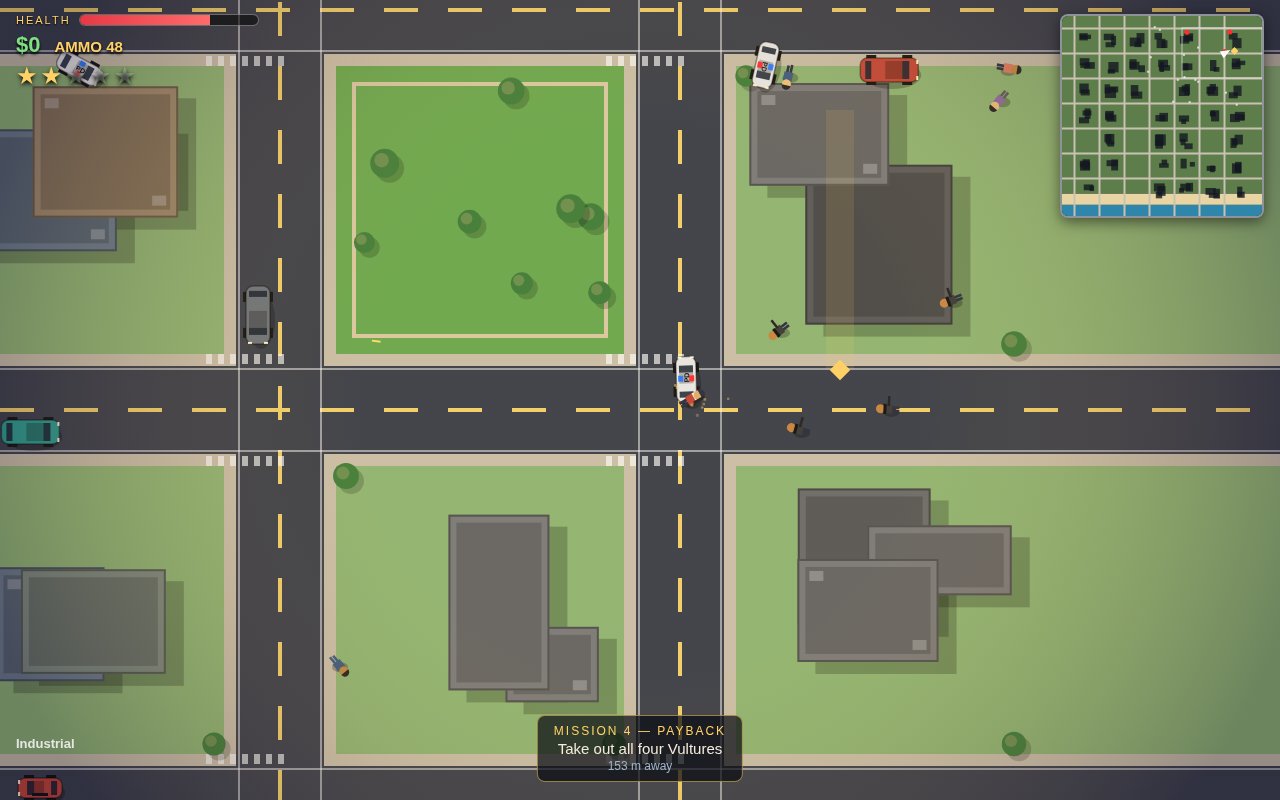 HEALTH
$0 AMMO 48
Industrial
MISSION 4 — PAYBACK
Take out all four Vultures
153 m away